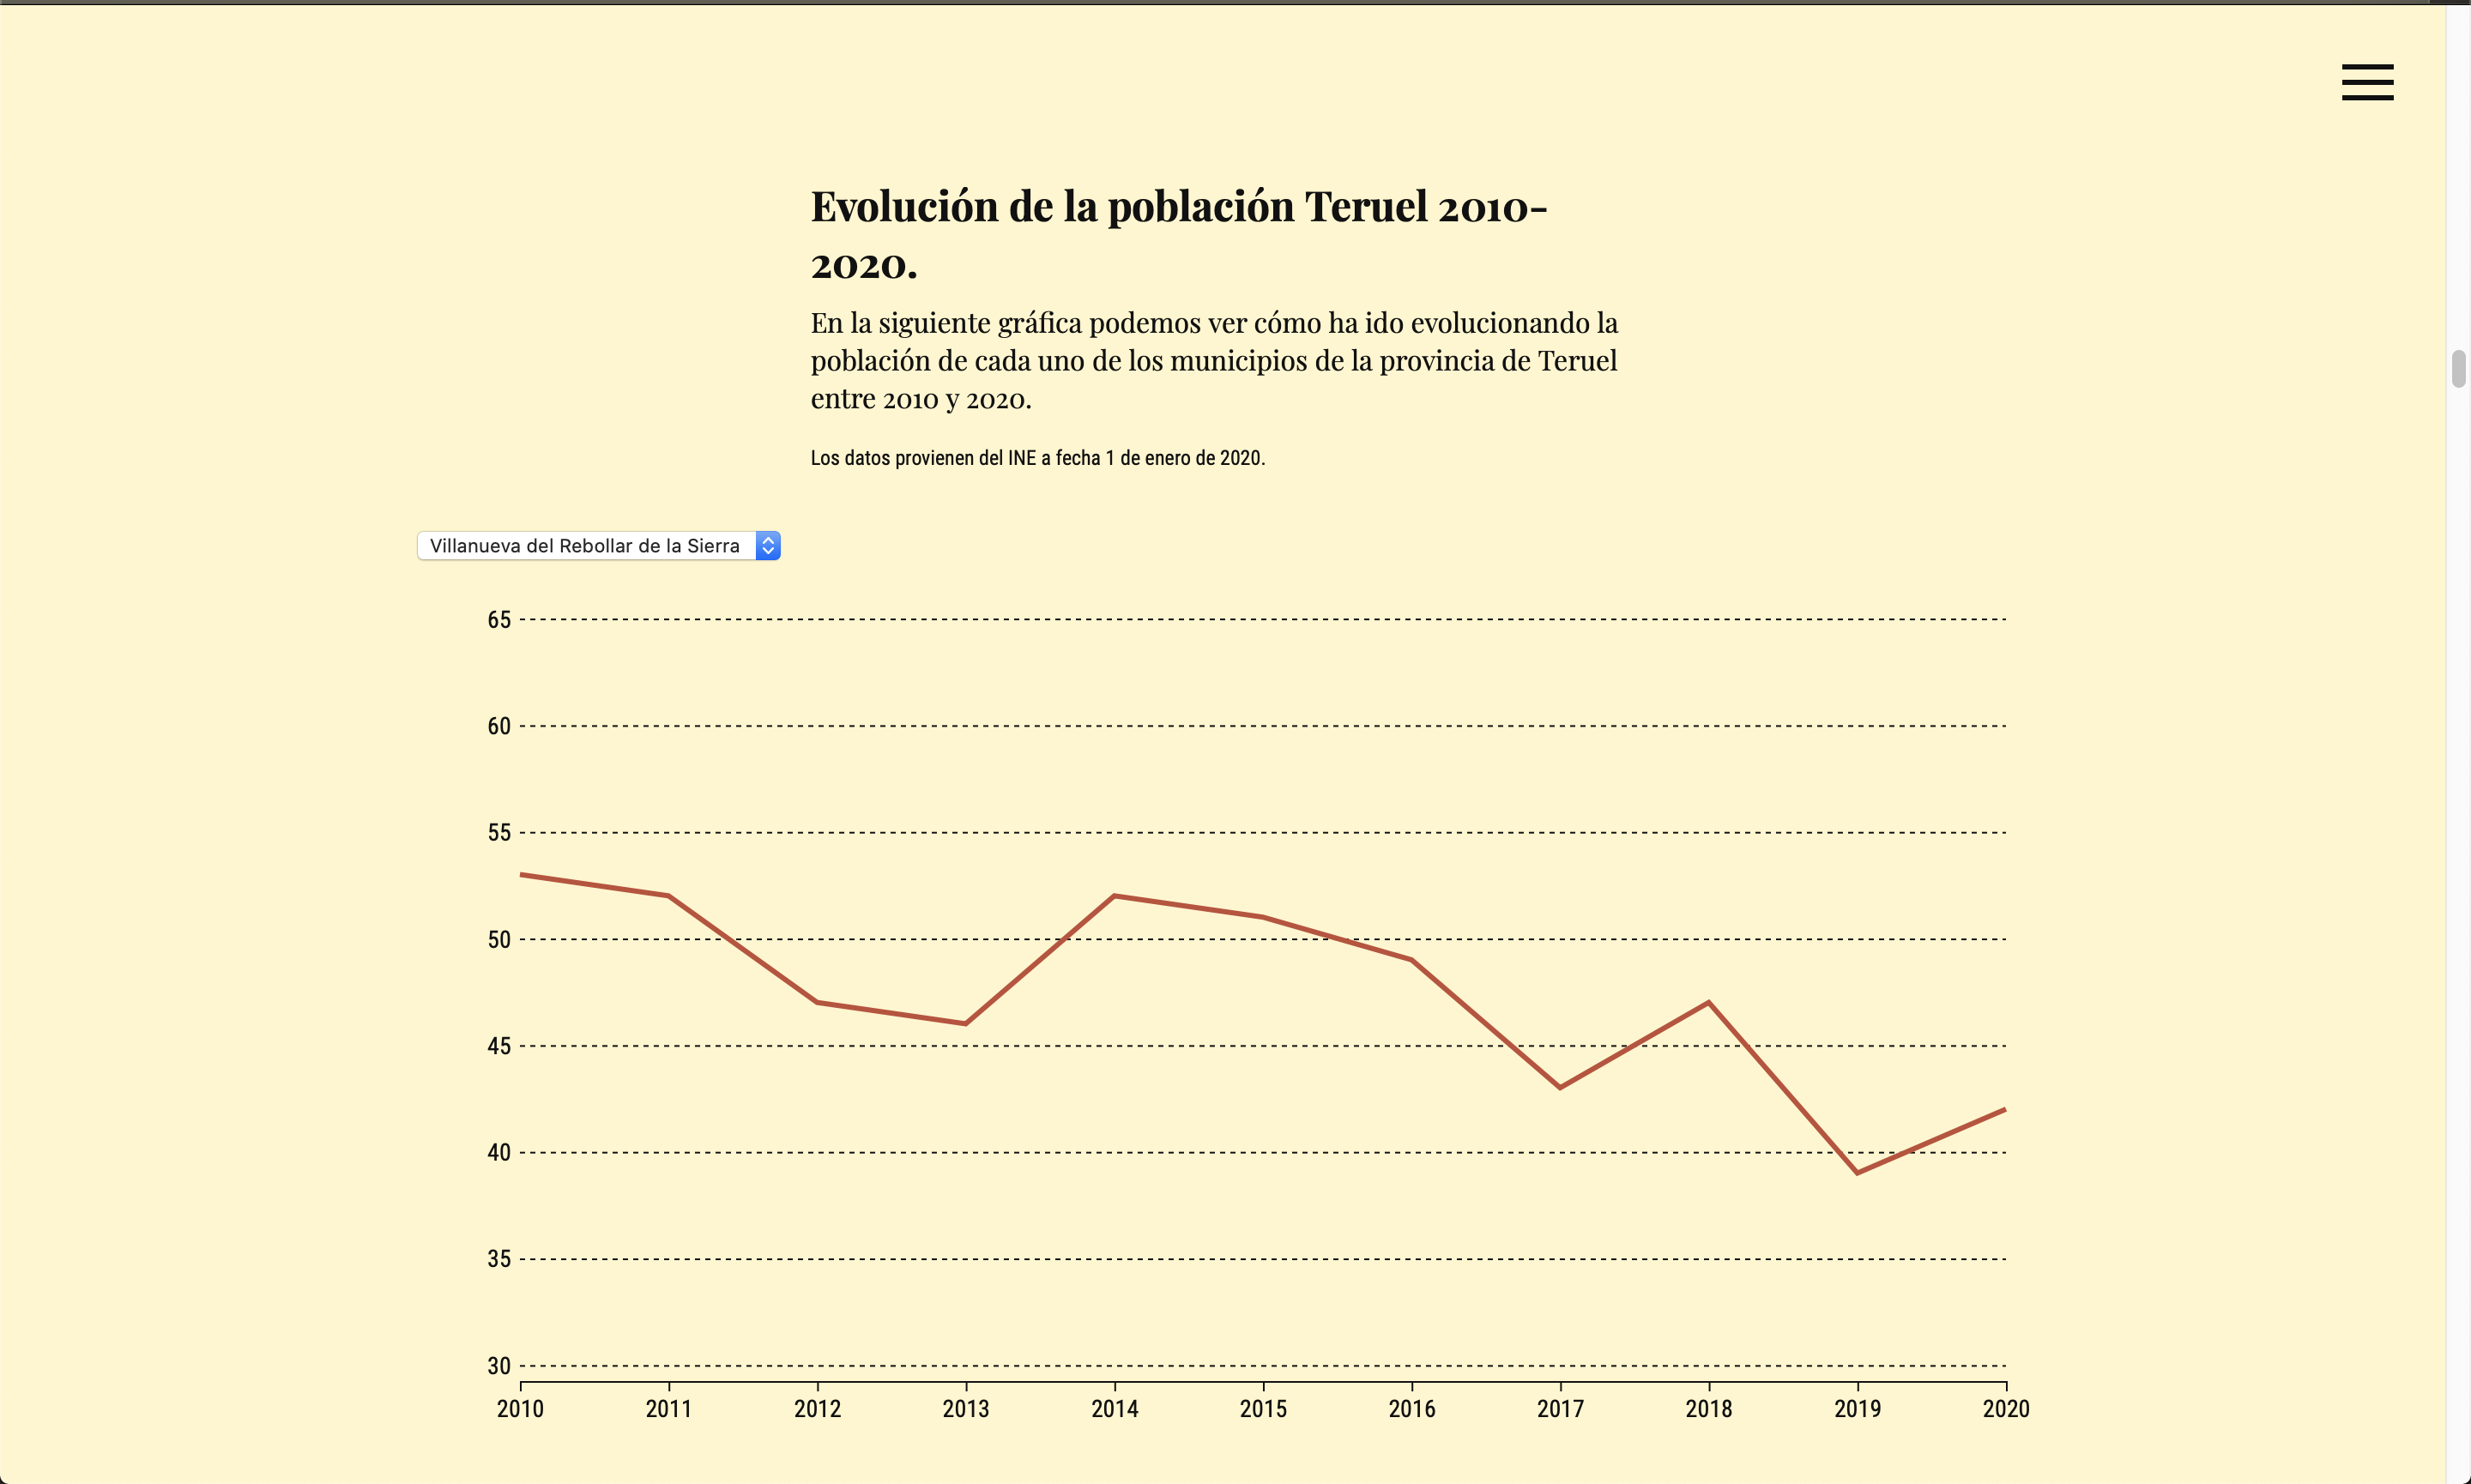 Evolución de la población Teruel 2010-
2020.
En la siguiente gráfica podemos ver cómo ha ido evolucionando la
población de cada uno de los municipios de la provincia de Teruel
entre 2010 y 2020.
Los datos provienen del INE a fecha 1 de enero de 2020.
Villanueva del Rebollar de la Sierra
65
60
55
50
45
40
35
30
2010 2011 2012 2013 2014 2015 2016 2017 2018 2019 2020